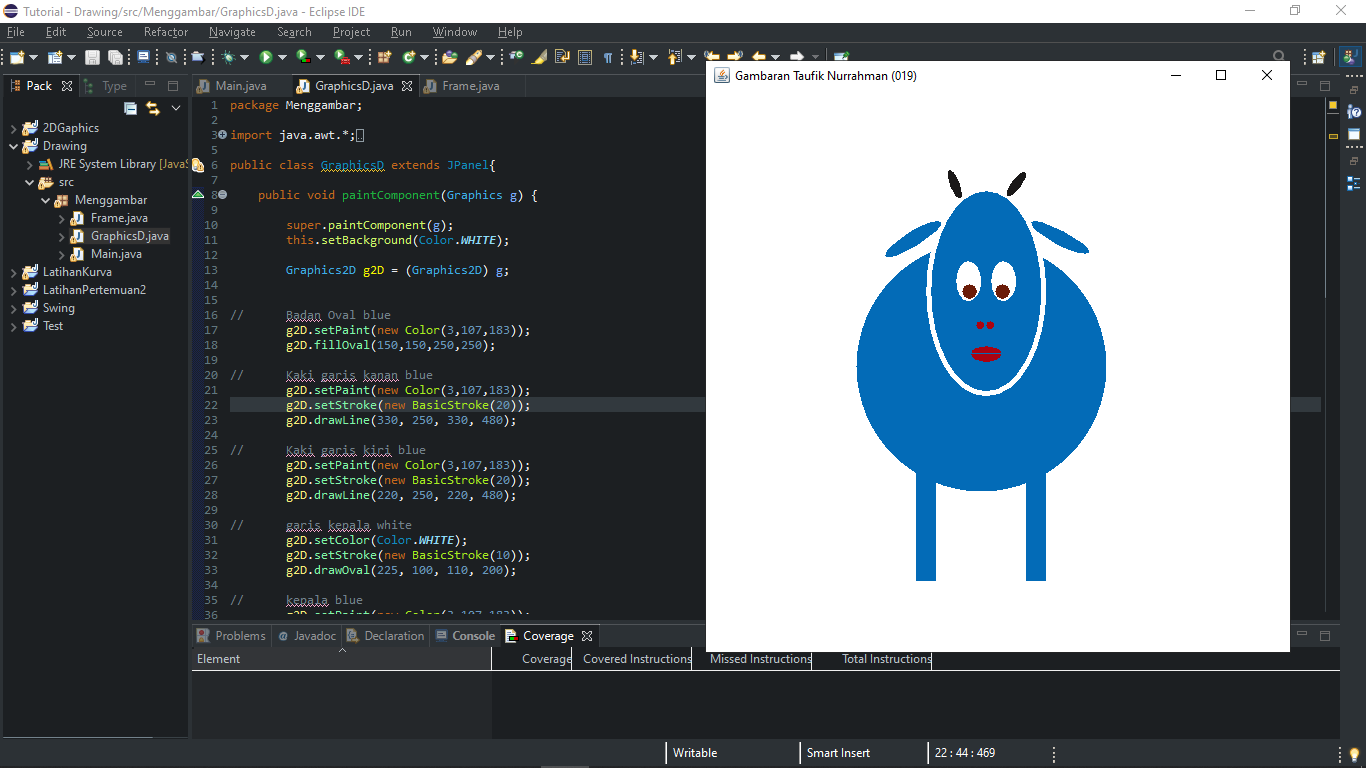 Tutorial - Drawing/src/Menggambar/GraphicsD.java - Eclipse IDE
File Edit Source Refactor Navigate Search Project Run Window Help
Pack Type
2DGaphics
Drawing
JRE System Library [JavaS
src
Menggambar
Frame.java
GraphicsD.java
Main.java
LatihanKurva
LatihanPertemuan2
Swing
Test
Main.java GraphicsD.java Frame.java
1 package Menggambar;
2
3 import java.awt.*;
5
6 public class GraphicsD extends JPanel{
7
8 public void paintComponent(Graphics g) {
9
10 super.paintComponent(g);
11 this.setBackground(Color.WHITE);
12
13 Graphics2D g2D = (Graphics2D) g;
14
15
16 // Badan Oval blue
17 g2D.setPaint(new Color(3,107,183));
18 g2D.fillOval(150,150,250,250);
19
20 // Kaki garis kanan blue
21 g2D.setPaint(new Color(3,107,183));
22 g2D.setStroke(new BasicStroke(20));
23 g2D.drawLine(330, 250, 330, 480);
24
25 // Kaki garis kiri blue
26 g2D.setPaint(new Color(3,107,183));
27 g2D.setStroke(new BasicStroke(20));
28 g2D.drawLine(220, 250, 220, 480);
29
30 // garis kepala white
31 g2D.setColor(Color.WHITE);
32 g2D.setStroke(new BasicStroke(10));
33 g2D.drawOval(225, 100, 110, 200);
34
35 // kepala blue
36 g2D.setPaint(new Color(3,107,183));
Gambaran Taufik Nurrahman (019)
Problems Javadoc Declaration Console Coverage
Element Coverage Covered Instructions Missed Instructions Total Instructions
Writable Smart Insert 22 : 44 : 469